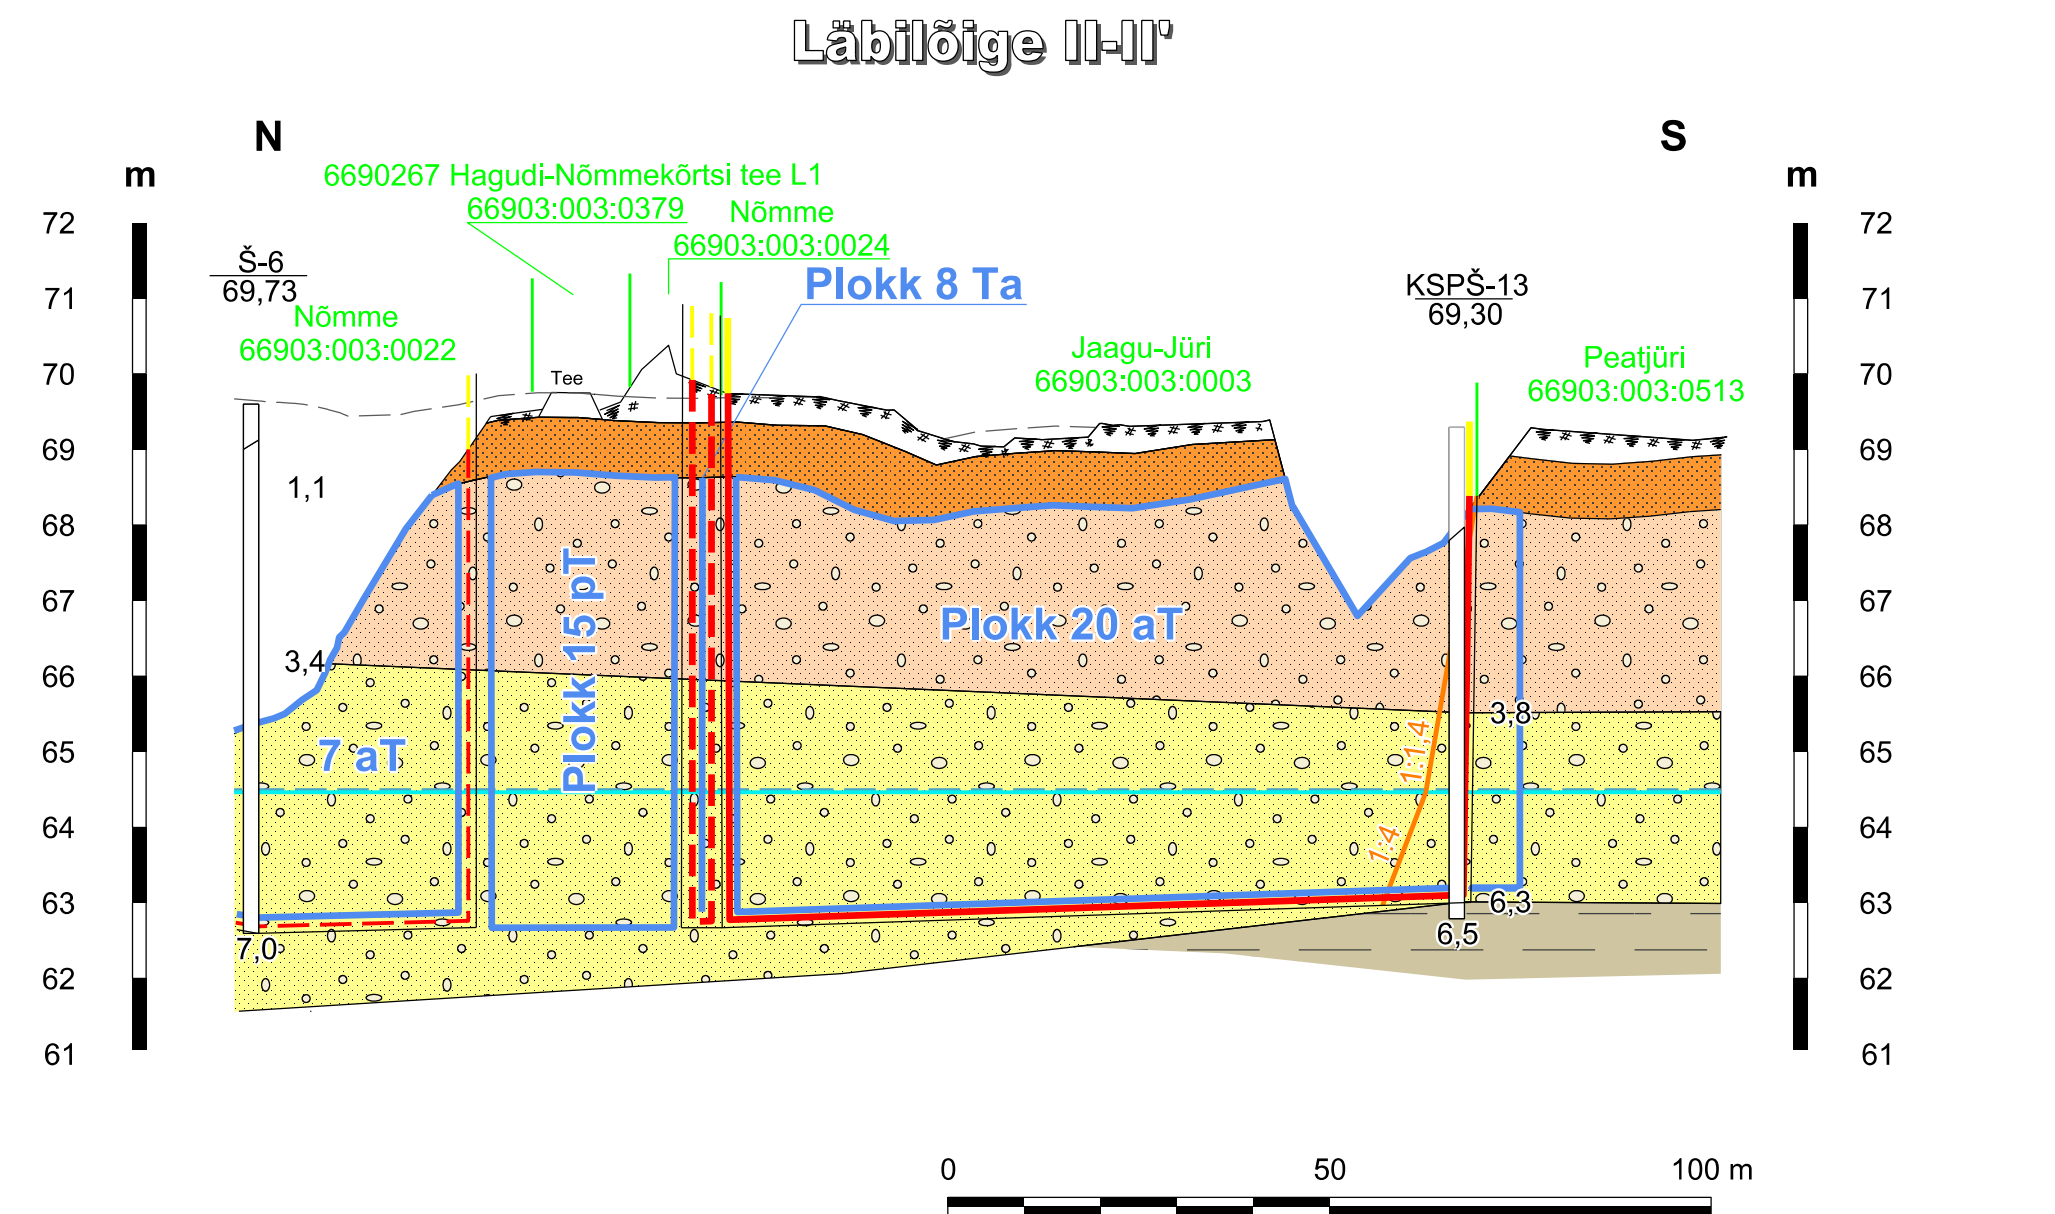 Läbilõige II-II'
N
S
m
m
6690267 Hagudi-Nõmmekõrtsi tee L1
66903:003:0379
Nõmme
66903:003:0024
Plokk 8 Ta
Š-6
69,73
Nõmme
66903:003:0022
Tee
KSPŠ-13
69,30
Jaagu-Jüri
66903:003:0003
Peatjüri
66903:003:0513
72
71
70
69
68
67
66
65
64
63
62
61
72
71
70
69
68
67
66
65
64
63
62
61
1,1
3,4
7 aT
7,0
Plokk 15 pT
Plokk 20 aT
1:1,4
1:4
3,8
6,3
6,5
0
50
100 m